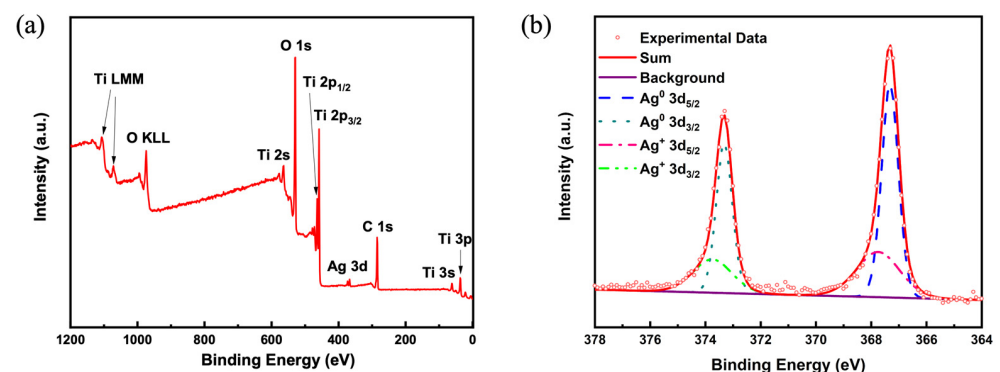 (a)
Ti LMM
O KLL
Ti 2s
O 1s
Ti 2p1/2
Ti 2p3/2
Ag 3d
C 1s
Ti 3s
Ti 3p
Intensity (a.u.)
1200 1000 800 600 400 200 0
Binding Energy (eV)
(b)
Experimental Data
Sum
Background
Ag⁰ 3d5/2
Ag⁰ 3d3/2
Ag⁺ 3d5/2
Ag⁺ 3d3/2
Intensity (a.u.)
378 376 374 372 370 368 366 364
Binding Energy (eV)